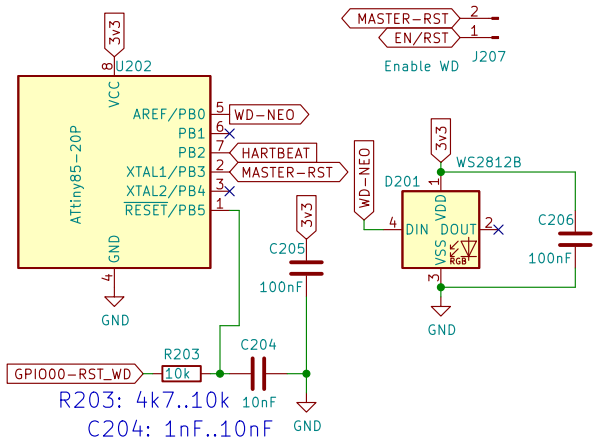 3v3
8
U202
VCC
ATtiny85-20P
AREF/PB0
5
WD-NEO
PB1
6
PB2
7
HARTBEAT
XTAL1/PB3
2
MASTER-RST
XTAL2/PB4
3
RESET/PB5
1
GND
4
GND
MASTER-RST
2
EN/RST
1
J207
Enable WD
3v3
C205
100nF
GND
GPIO00-RST_WD
R203
10k
C204
10nF
R203: 4k7..10k
C204: 1nF..10nF
WD-NEO
3v3
WS2812B
D201
1
VDD
4
DIN
DOUT
2
VSS
RGB
3
GND
C206
100nF